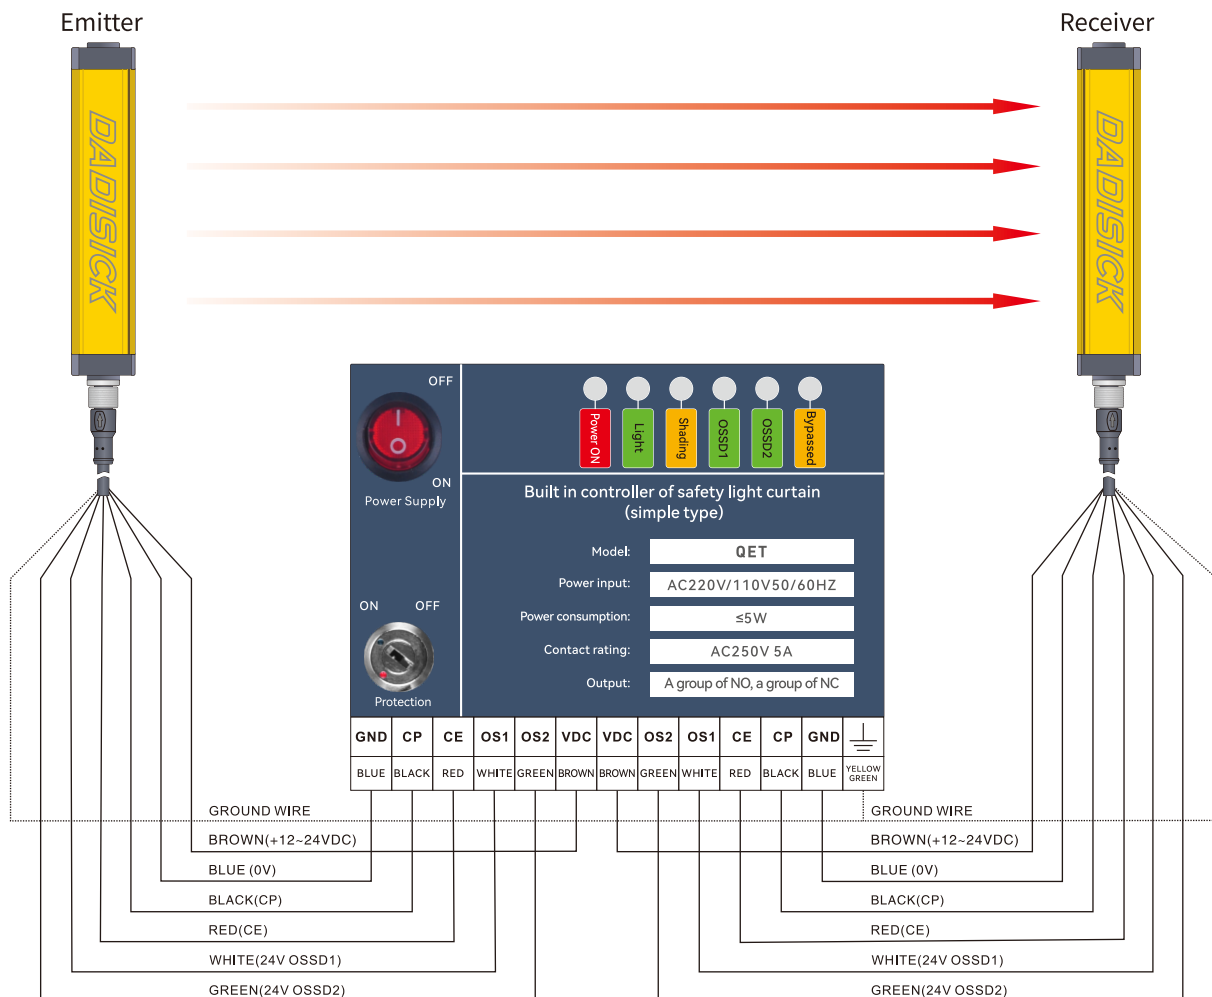 Emitter
Receiver
DADISICK
DADISICK
OFF
I
O
ON
Power Supply
Power ON
Light
Shading
OSSD1
OSSD2
Bypassed
Built in controller of safety light curtain
(simple type)
Model: QET
Power input: AC220V/110V50/60HZ
Power consumption: ≤5W
Contact rating: AC250V 5A
Output: A group of NO, a group of NC
ON OFF
Protection
GND CP CE OS1 OS2 VDC VDC OS2 OS1 CE CP GND
BLUE BLACK RED WHITE GREEN BROWN BROWN GREEN WHITE RED BLACK BLUE YELLOW
GREEN
GROUND WIRE
BROWN(+12~24VDC)
BLUE (0V)
BLACK(CP)
RED(CE)
WHITE(24V OSSD1)
GREEN(24V OSSD2)
GROUND WIRE
BROWN(+12~24VDC)
BLUE (0V)
BLACK(CP)
RED(CE)
WHITE(24V OSSD1)
GREEN(24V OSSD2)